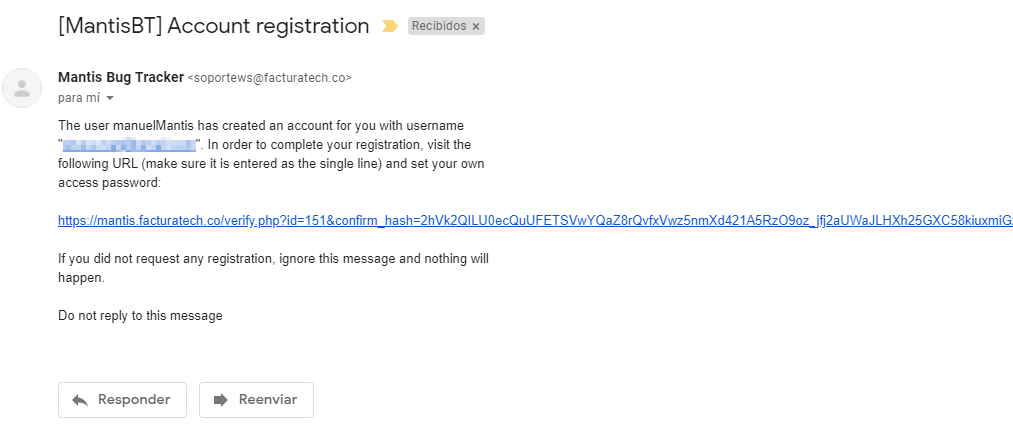 [MantisBT] Account registration Recibidos x
Mantis Bug Tracker <soportews@facturatech.co>
para mí
The user manuelMantis has created an account for you with username
"". In order to complete your registration, visit the
following URL (make sure it is entered as the single line) and set your own
access password:
https://mantis.facturatech.co/verify.php?id=151&confirm_hash=2hVk2QILU0ecQuUFETSVwYQaZ8rQvfxVwz5nmXd421A5RzO9oz_jfj2aUWaJLHXh25GXC58kiuxmiG
If you did not request any registration, ignore this message and nothing will
happen.
Do not reply to this message
Responder Reenviar